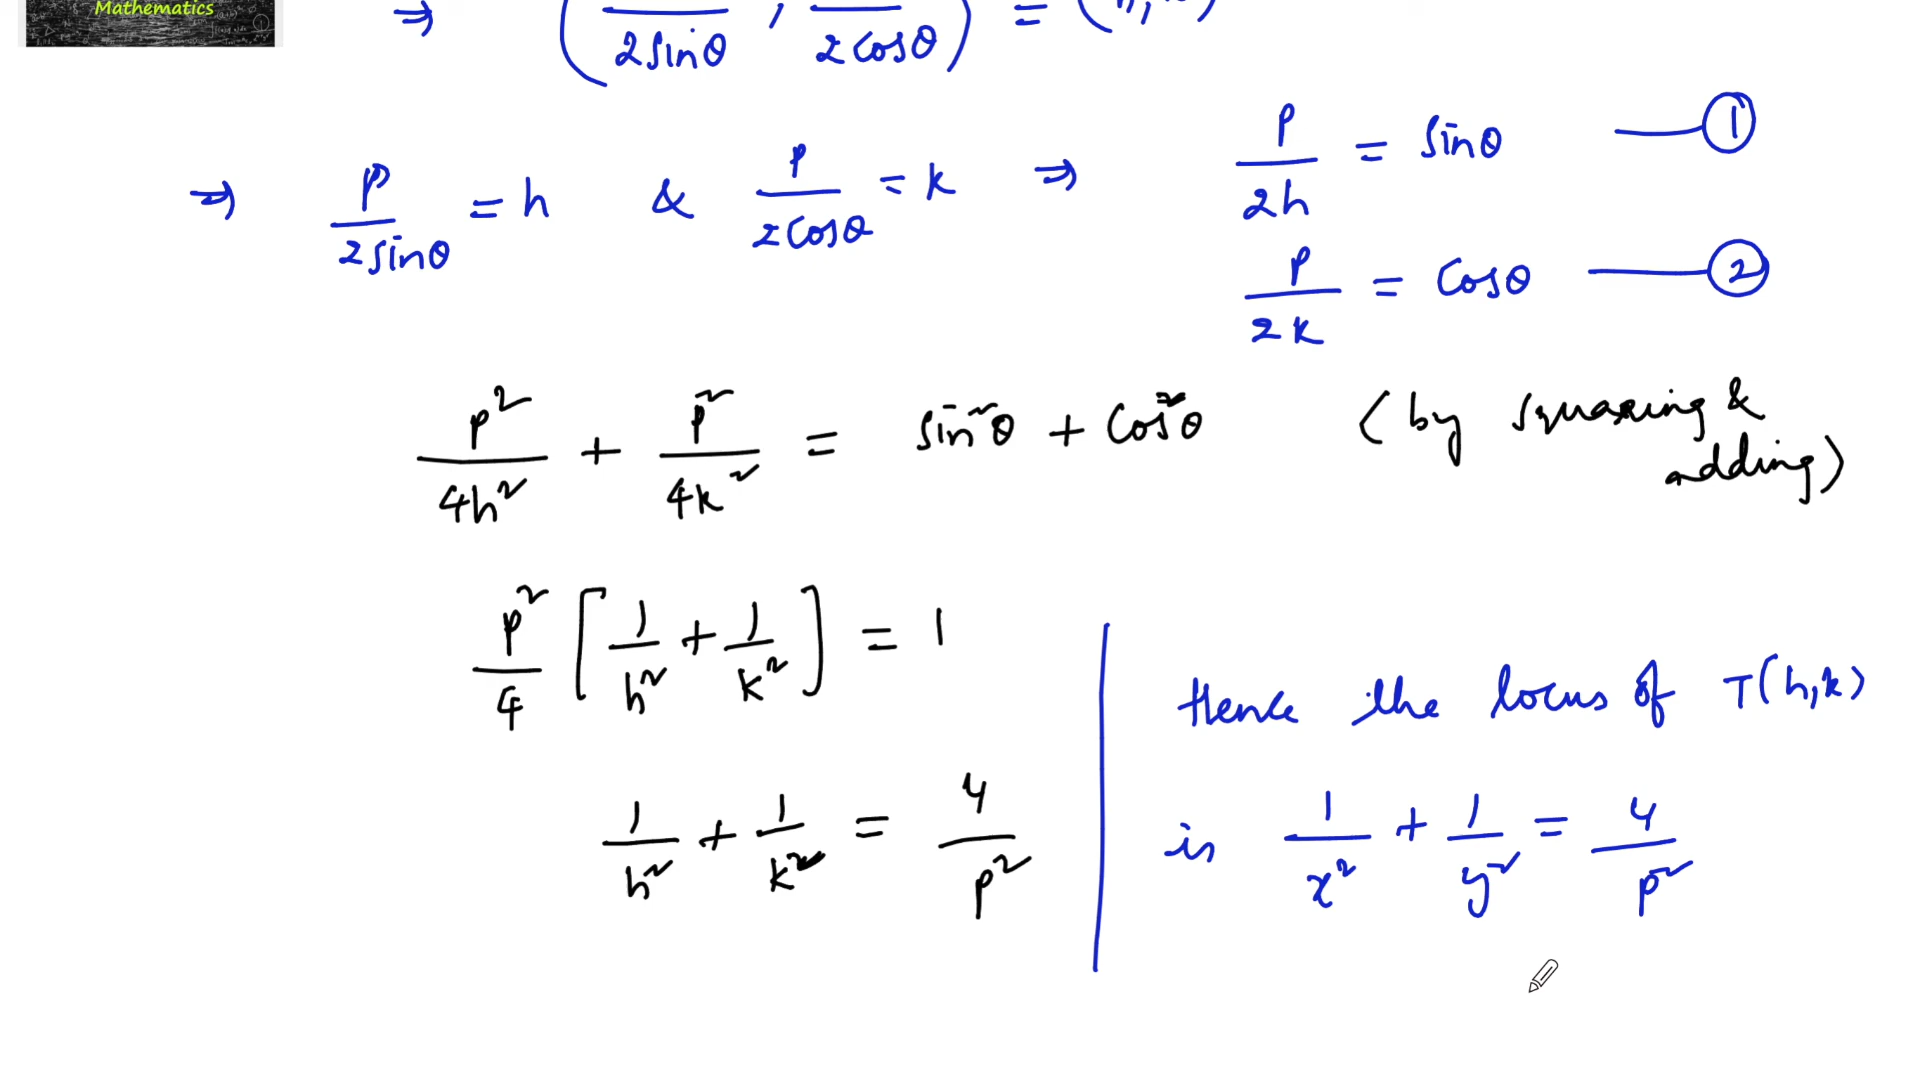 Mathematics
⇒ ( / 2sinθ , / 2cosθ ) = (h, k)
⇒ p/2sinθ = h & p/2cosθ = k ⇒ p/2h = sinθ —— ①
p/2k = cosθ —— ②
p²/4h² + p²/4k² = sin²θ + cos²θ (by squaring & adding)
p²/4 [1/h² + 1/k²] = 1
Hence the locus of T(h,k)
1/h² + 1/k² = 4/p²
is 1/x² + 1/y² = 4/p²